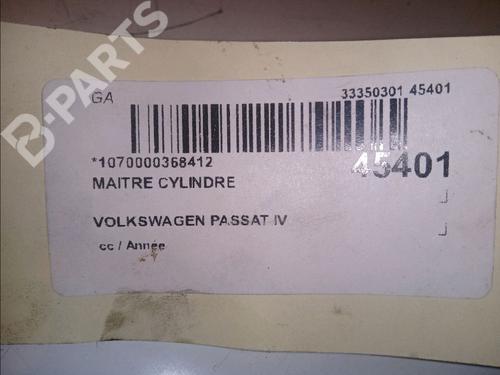 B-PARTS
GA
33350301 45401
*1070000368412
45401
MAITRE CYLINDRE
VOLKSWAGEN PASSAT IV
cc / Année